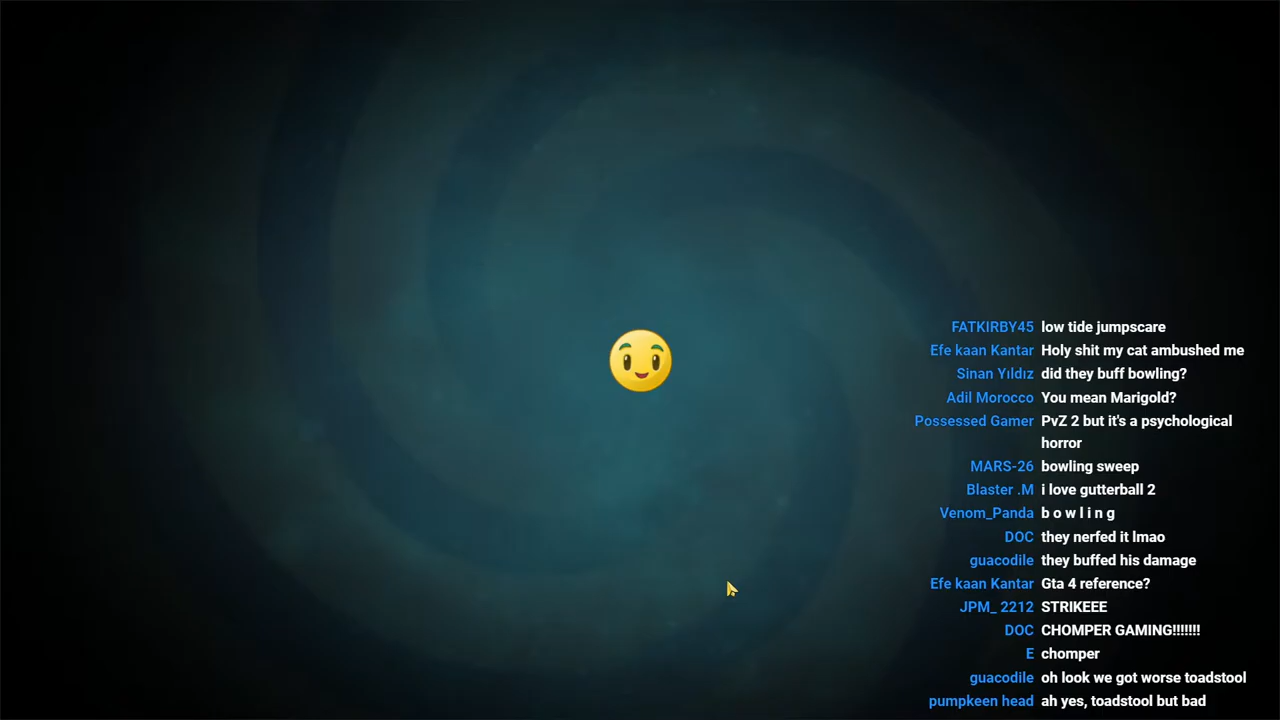 FATKIRBY45 low tide jumpscare
Efe kaan Kantar Holy shit my cat ambushed me
Sinan Yıldız did they buff bowling?
Adil Morocco You mean Marigold?
Possessed Gamer PvZ 2 but it's a psychological
horror
MARS-26 bowling sweep
Blaster .M i love gutterball 2
Venom_Panda b o w l i n g
DOC they nerfed it lmao
guacodile they buffed his damage
Efe kaan Kantar Gta 4 reference?
JPM_ 2212 STRIKEEE
DOC CHOMPER GAMING!!!!!!!
E chomper
guacodile oh look we got worse toadstool
pumpkeen head ah yes, toadstool but bad